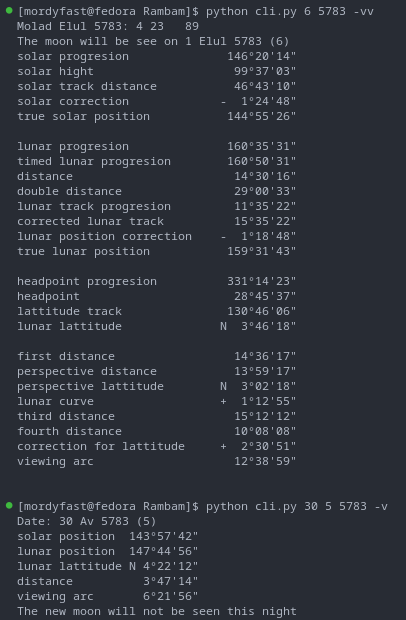 [mordyfast@fedora Rambam]$ python cli.py 6 5783 -vv
Molad Elul 5783: 4 23   89
The moon will be see on 1 Elul 5783 (6)
solar progresion 146°20'14"
solar hight 99°37'03"
solar track distance 46°43'10"
solar correction - 1°24'48"
true solar position 144°55'26"
lunar progresion 160°35'31"
timed lunar progresion 160°50'31"
distance 14°30'16"
double distance 29°00'33"
lunar track progresion 11°35'22"
corrected lunar track 15°35'22"
lunar position correction - 1°18'48"
true lunar position 159°31'43"
headpoint progresion 331°14'23"
headpoint 28°45'37"
lattitude track 130°46'06"
lunar lattitude N 3°46'18"
first distance 14°36'17"
perspective distance 13°59'17"
perspective lattitude N 3°02'18"
lunar curve + 1°12'55"
third distance 15°12'12"
fourth distance 10°08'08"
correction for lattitude + 2°30'51"
viewing arc 12°38'59"
[mordyfast@fedora Rambam]$ python cli.py 30 5 5783 -v
Date: 30 Av 5783 (5)
solar position 143°57'42"
lunar position 147°44'56"
lunar lattitude N 4°22'12"
distance 3°47'14"
viewing arc 6°21'56"
The new moon will not be seen this night